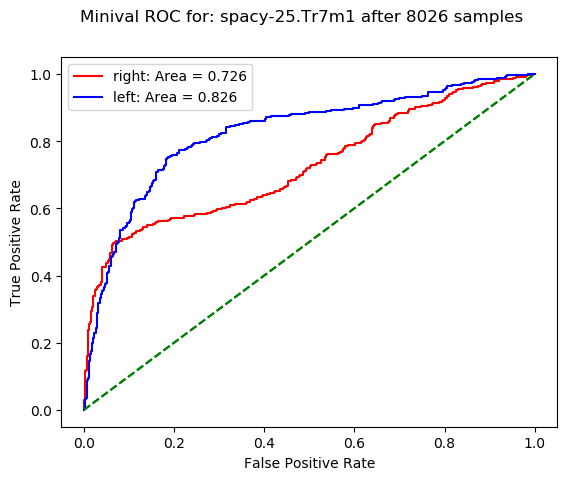 Minival ROC for: spacy-25.Tr7m1 after 8026 samples
right: Area = 0.726
left: Area = 0.826
1.0
0.8
0.6
0.4
0.2
0.0
True Positive Rate
0.0 0.2 0.4 0.6 0.8 1.0
False Positive Rate